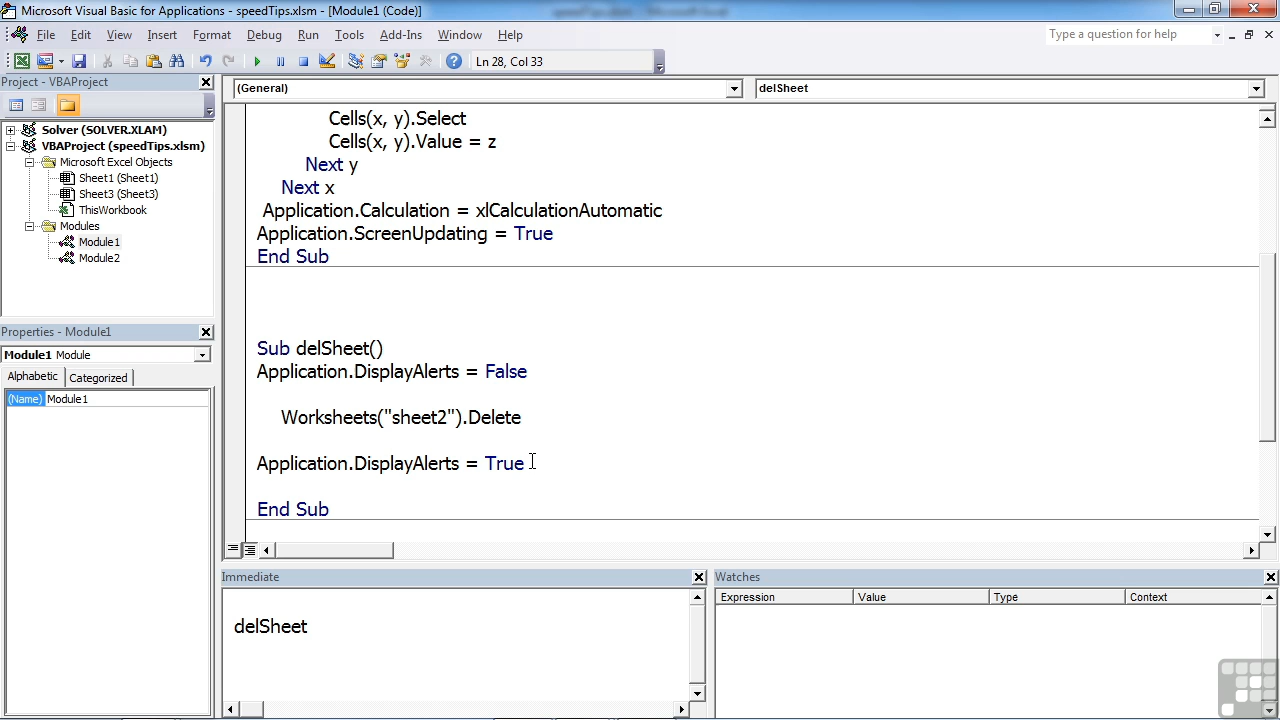 Microsoft Visual Basic for Applications - speedTips.xlsm - [Module1 (Code)]
File Edit View Insert Format Debug Run Tools Add-Ins Window Help
Type a question for help
Ln 28, Col 33
Project - VBAProject
(General)
delSheet
Solver (SOLVER.XLAM)
VBAProject (speedTips.xlsm)
Microsoft Excel Objects
Sheet1 (Sheet1)
Sheet3 (Sheet3)
ThisWorkbook
Modules
Module1
Module2
Cells(x, y).Select
Cells(x, y).Value = z
Next y
Next x
Application.Calculation = xlCalculationAutomatic
Application.ScreenUpdating = True
End Sub
Sub delSheet()
Application.DisplayAlerts = False
Worksheets("sheet2").Delete
Application.DisplayAlerts = True
End Sub
Properties - Module1
Module1 Module
Alphabetic Categorized
(Name) Module1
Immediate
delSheet
Watches
Expression Value Type Context